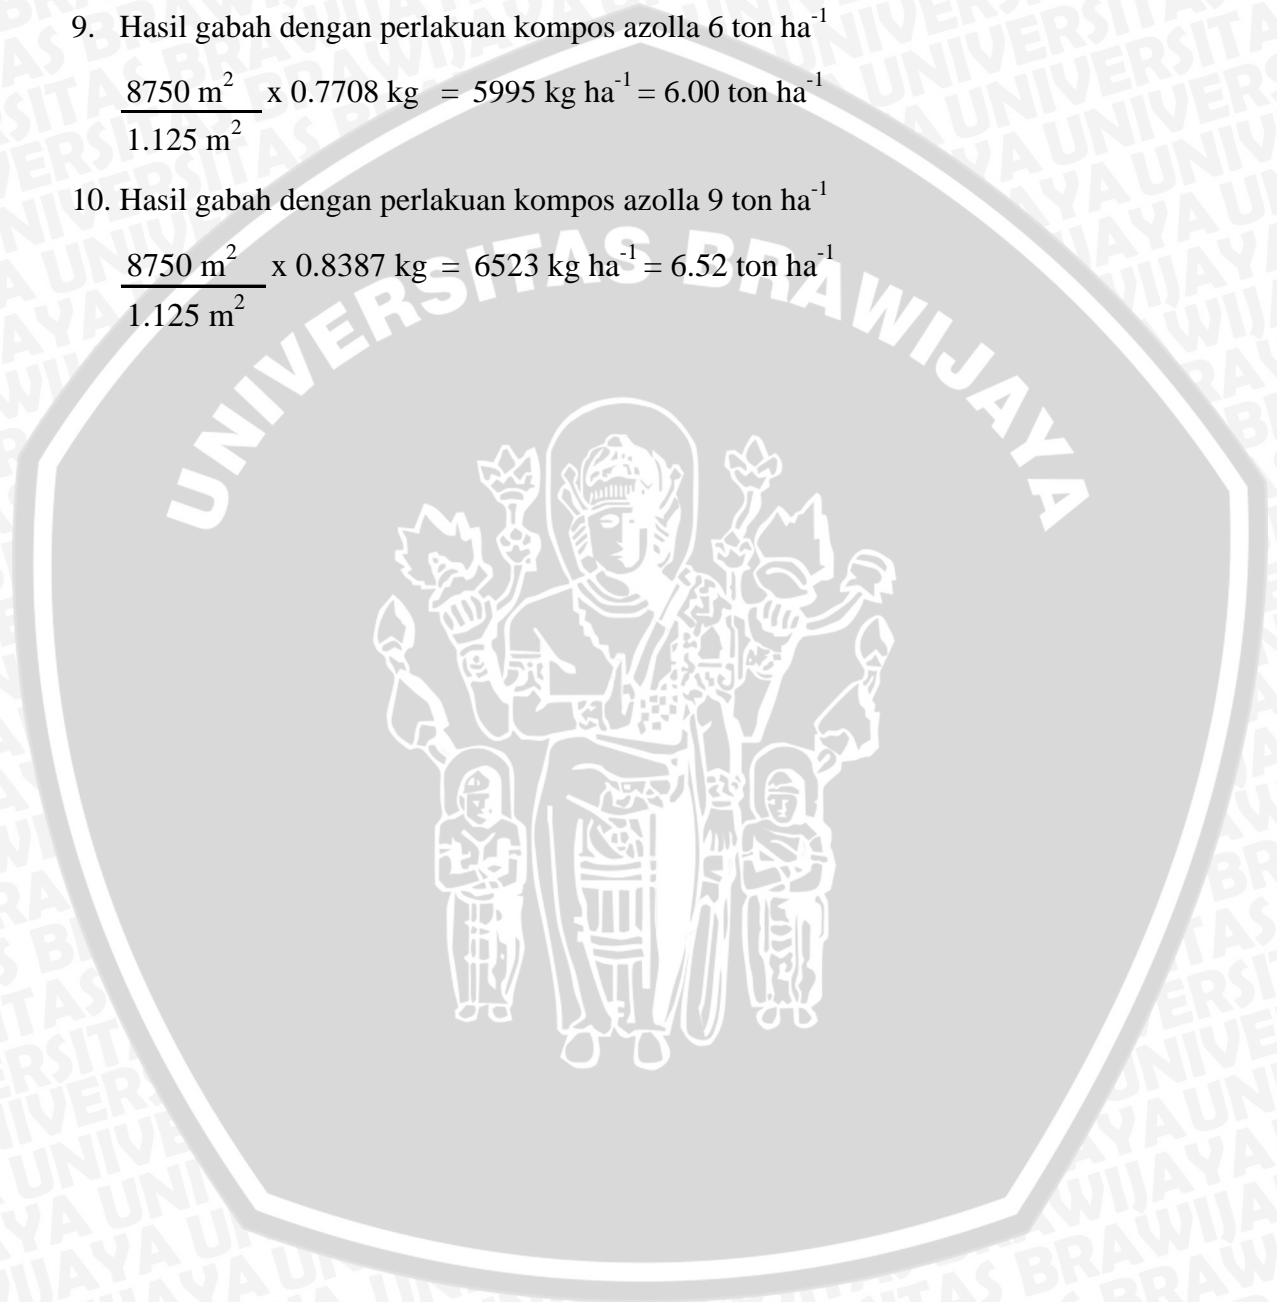 9. Hasil gabah dengan perlakuan kompos azolla 6 ton ha⁻¹
8750 m² x 0.7708 kg = 5995 kg ha⁻¹ = 6.00 ton ha⁻¹
1.125 m²
10. Hasil gabah dengan perlakuan kompos azolla 9 ton ha⁻¹
8750 m² x 0.8387 kg = 6523 kg ha⁻¹ = 6.52 ton ha⁻¹
1.125 m²
UNIVERSITAS BRAWIJAYA